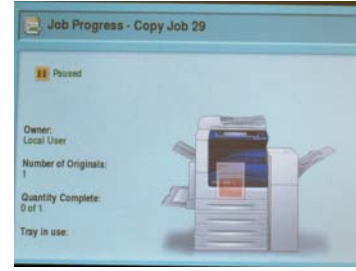 Job Progress - Copy Job 29
Paused
Owner:
Local User
Number of Originals:
1
Quantity Complete:
0 of 1
Tray in use: